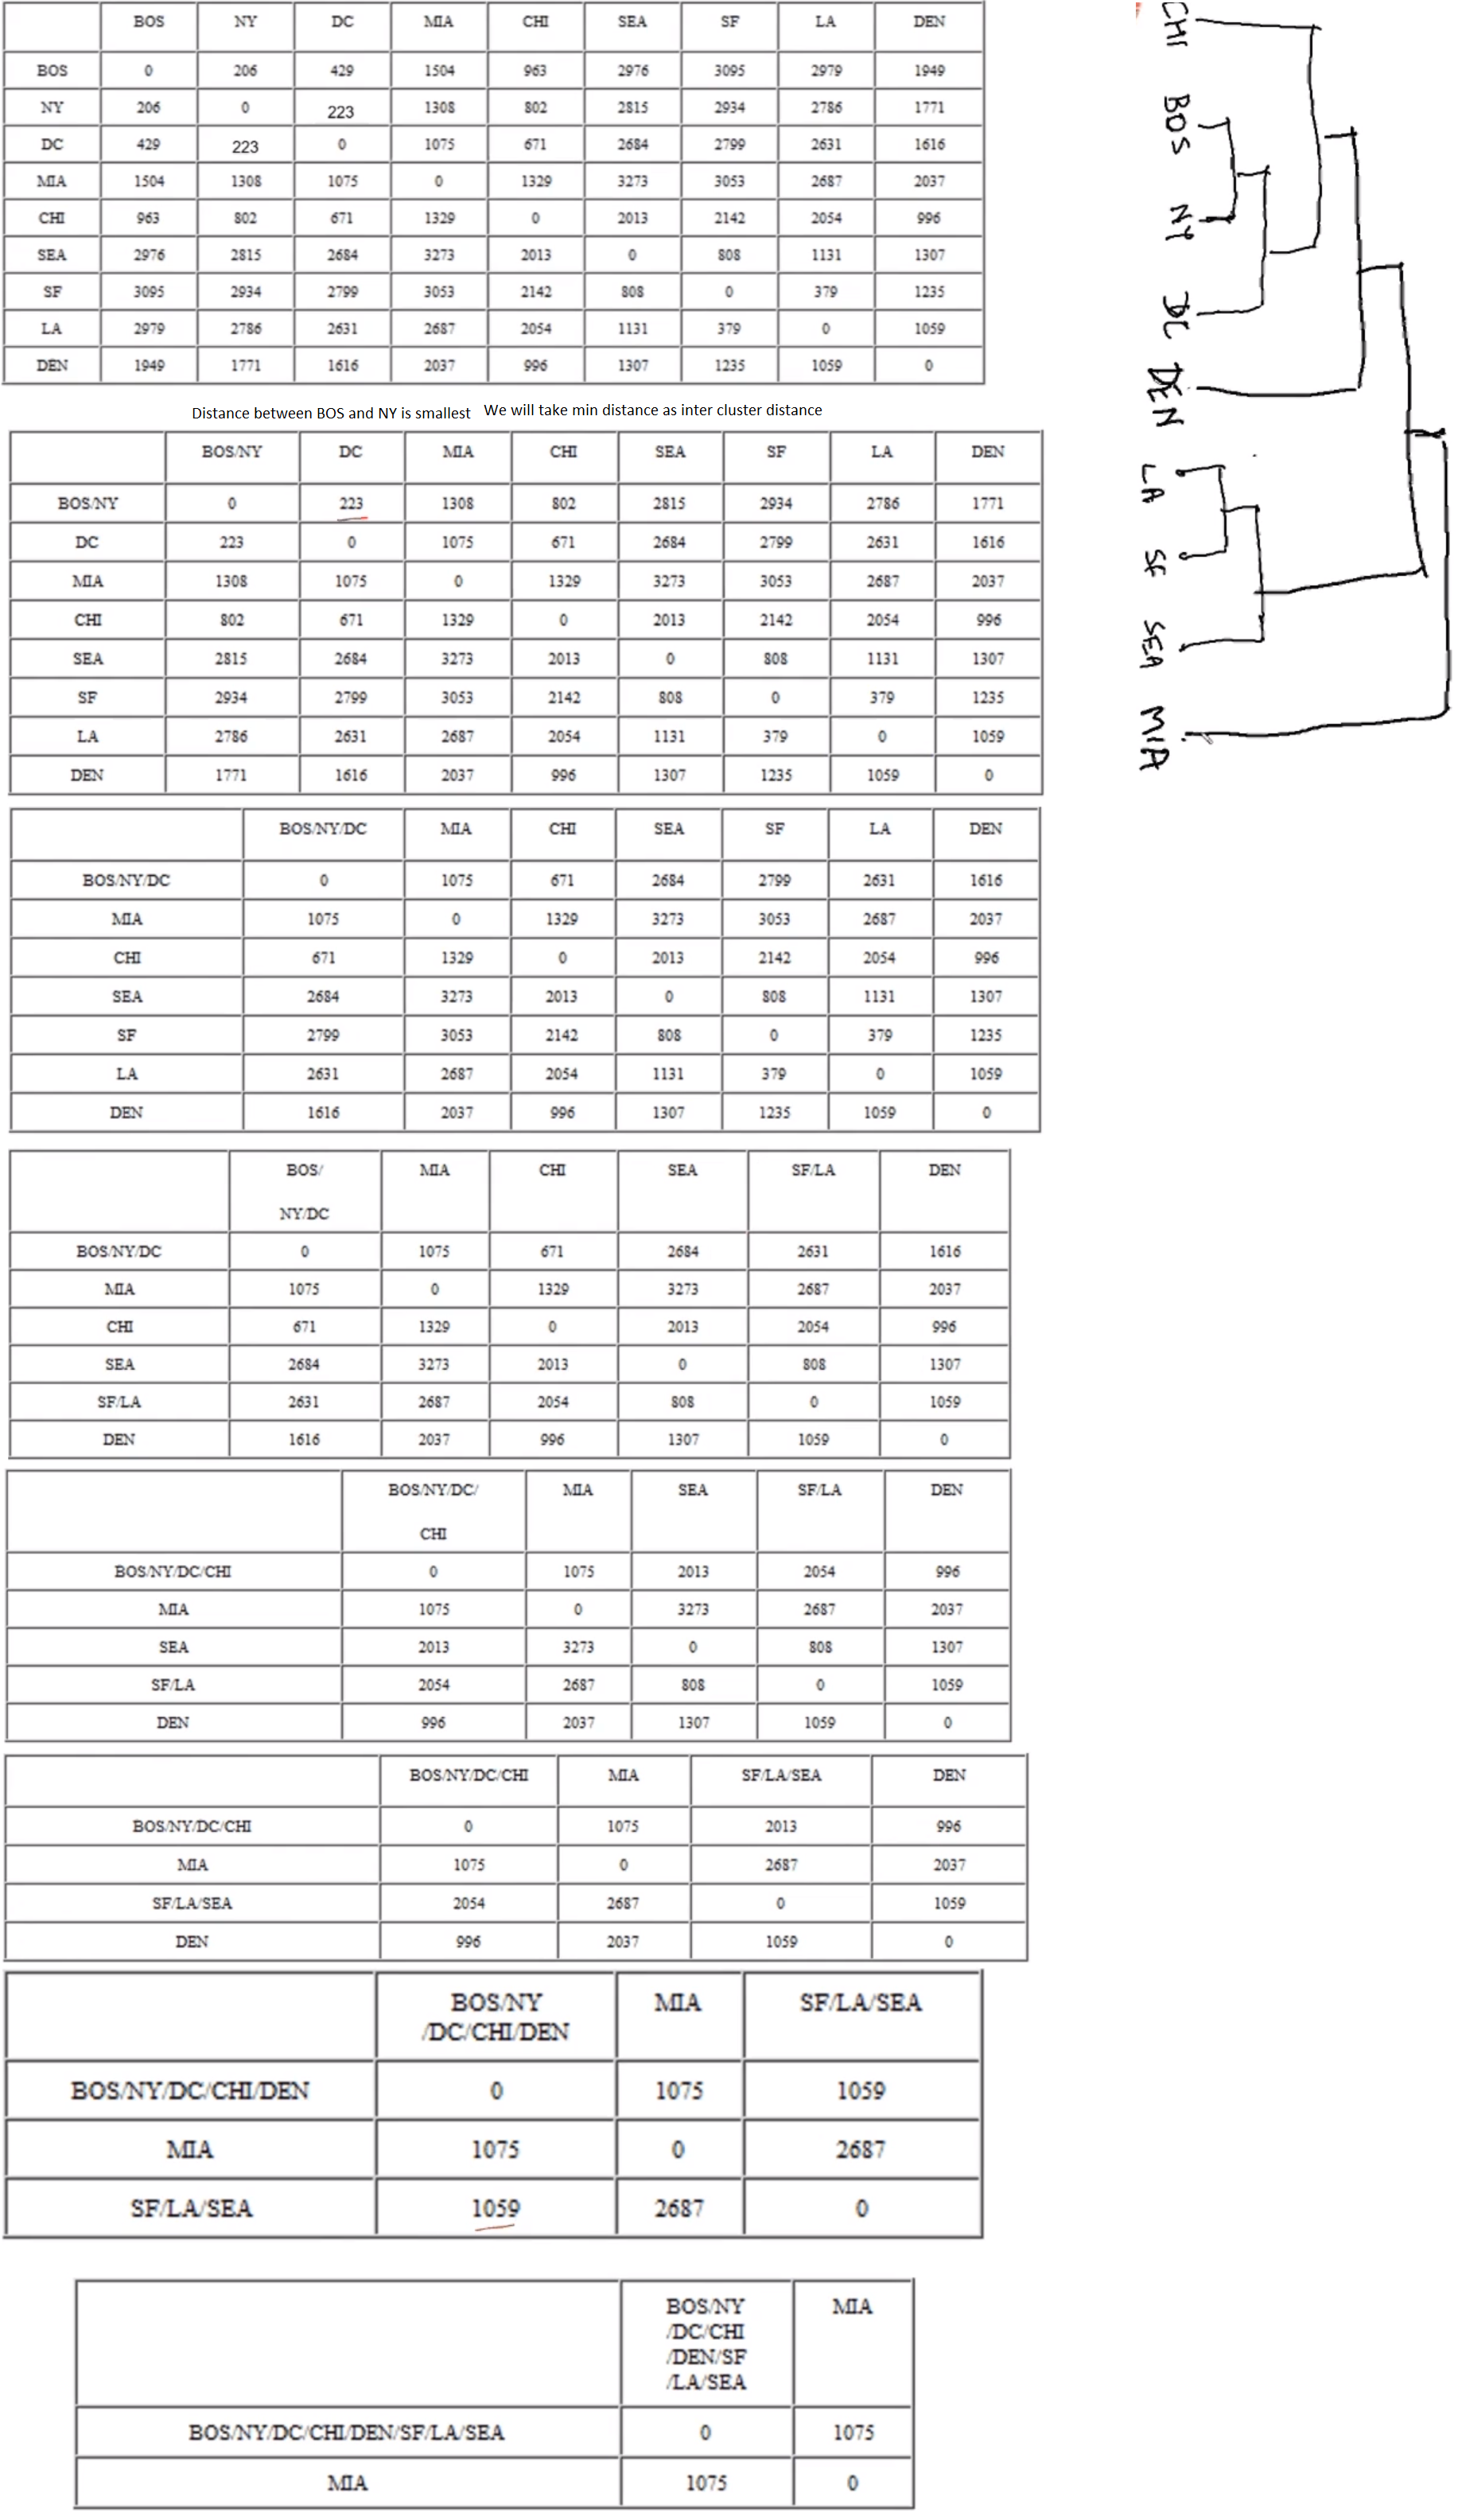 BOS NY DC MIA CHI SEA SF LA DEN
BOS 0 206 429 1504 963 2976 3095 2979 1949
NY 206 0 223 1308 802 2815 2934 2786 1771
DC 429 223 0 1075 671 2684 2799 2631 1616
MIA 1504 1308 1075 0 1329 3273 3053 2687 2037
CHI 963 802 671 1329 0 2013 2142 2054 996
SEA 2976 2815 2684 3273 2013 0 808 1131 1307
SF 3095 2934 2799 3053 2142 808 0 379 1235
LA 2979 2786 2631 2687 2054 1131 379 0 1059
DEN 1949 1771 1616 2037 996 1307 1235 1059 0
Distance between BOS and NY is smallest We will take min distance as inter cluster distance
BOS/NY DC MIA CHI SEA SF LA DEN
BOS/NY 0 223 1308 802 2815 2934 2786 1771
DC 223 0 1075 671 2684 2799 2631 1616
MIA 1308 1075 0 1329 3273 3053 2687 2037
CHI 802 671 1329 0 2013 2142 2054 996
SEA 2815 2684 3273 2013 0 808 1131 1307
SF 2934 2799 3053 2142 808 0 379 1235
LA 2786 2631 2687 2054 1131 379 0 1059
DEN 1771 1616 2037 996 1307 1235 1059 0
BOS/NY/DC MIA CHI SEA SF LA DEN
BOS/NY/DC 0 1075 671 2684 2799 2631 1616
MIA 1075 0 1329 3273 3053 2687 2037
CHI 671 1329 0 2013 2142 2054 996
SEA 2684 3273 2013 0 808 1131 1307
SF 2799 3053 2142 808 0 379 1235
LA 2631 2687 2054 1131 379 0 1059
DEN 1616 2037 996 1307 1235 1059 0
BOS/ MIA CHI SEA SF/LA DEN
NY/DC
BOS/NY/DC 0 1075 671 2684 2631 1616
MIA 1075 0 1329 3273 2687 2037
CHI 671 1329 0 2013 2054 996
SEA 2684 3273 2013 0 808 1307
SF/LA 2631 2687 2054 808 0 1059
DEN 1616 2037 996 1307 1059 0
BOS/NY/DC/ MIA SEA SF/LA DEN
CHI
BOS/NY/DC/CHI 0 1075 2013 2054 996
MIA 1075 0 3273 2687 2037
SEA 2013 3273 0 808 1307
SF/LA 2054 2687 808 0 1059
DEN 996 2037 1307 1059 0
BOS/NY/DC/CHI MIA SF/LA/SEA DEN
BOS/NY/DC/CHI 0 1075 2013 996
MIA 1075 0 2687 2037
SF/LA/SEA 2054 2687 0 1059
DEN 996 2037 1059 0
BOS/NY MIA SF/LA/SEA
/DC/CHI/DEN
BOS/NY/DC/CHI/DEN 0 1075 1059
MIA 1075 0 2687
SF/LA/SEA 1059 2687 0
BOS/NY MIA
/DC/CHI
/DEN/SF
/LA/SEA
BOS/NY/DC/CHI/DEN/SF/LA/SEA 0 1075
MIA 1075 0
CHI
BOS
NY
DC
DEN
LA
SF
SEA
MIA